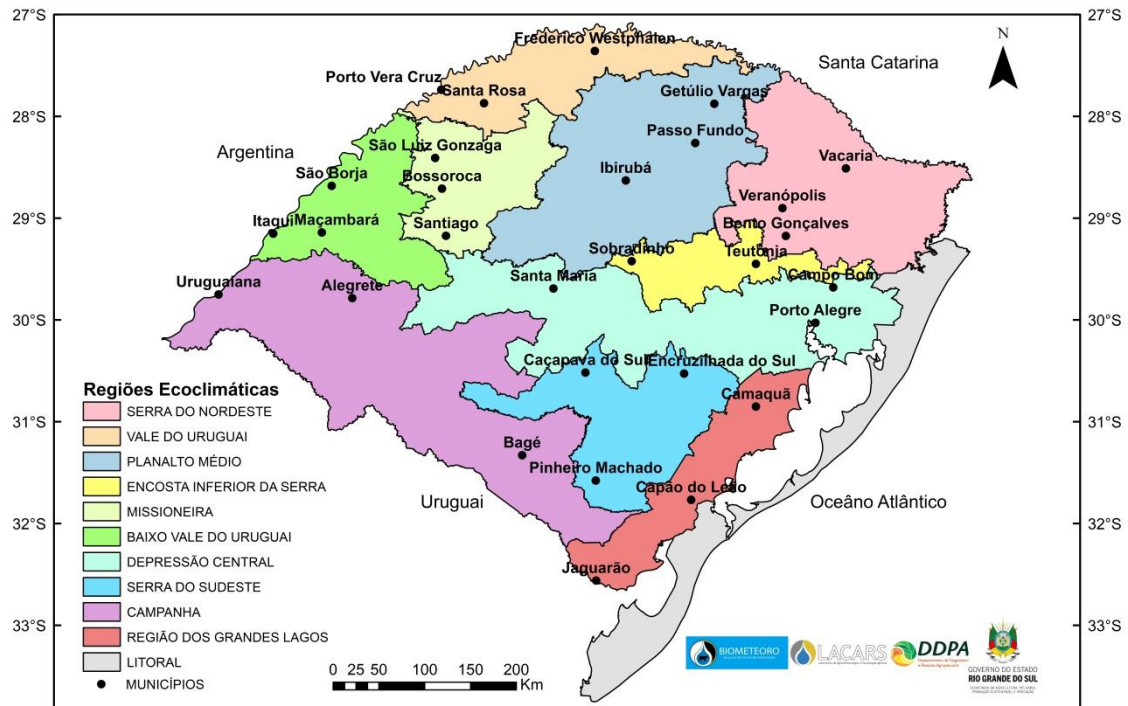 27°S
27°S
28°S
28°S
29°S
29°S
30°S
30°S
31°S
31°S
32°S
32°S
33°S
33°S
N
Santa Catarina
Argentina
Uruguai
Oceâno Atlântico
Frederico Westphalen
Porto Vera Cruz
Santa Rosa
Getúlio Vargas
Passo Fundo
São Luiz Gonzaga
Vacaria
Ibirubá
São Borja
Bossoroca
Veranópolis
Itaqui
Maçambará
Santiago
Bento Gonçalves
Sobradinho
Teutônia
Uruguaiana
Alegrete
Santa Maria
Campo Bom
Porto Alegre
Caçapava do Sul
Encruzilhada do Sul
Camaquã
Bagé
Pinheiro Machado
Capão do Leão
Jaguarão
Regiões Ecoclimáticas
SERRA DO NORDESTE
VALE DO URUGUAI
PLANALTO MÉDIO
ENCOSTA INFERIOR DA SERRA
MISSIONEIRA
BAIXO VALE DO URUGUAI
DEPRESSÃO CENTRAL
SERRA DO SUDESTE
CAMPANHA
REGIÃO DOS GRANDES LAGOS
LITORAL
MUNICÍPIOS
0 25 50 100 150 200
Km
BIOMETEORO
LACARS
DDPA
GOVERNO DO ESTADO
RIO GRANDE DO SUL